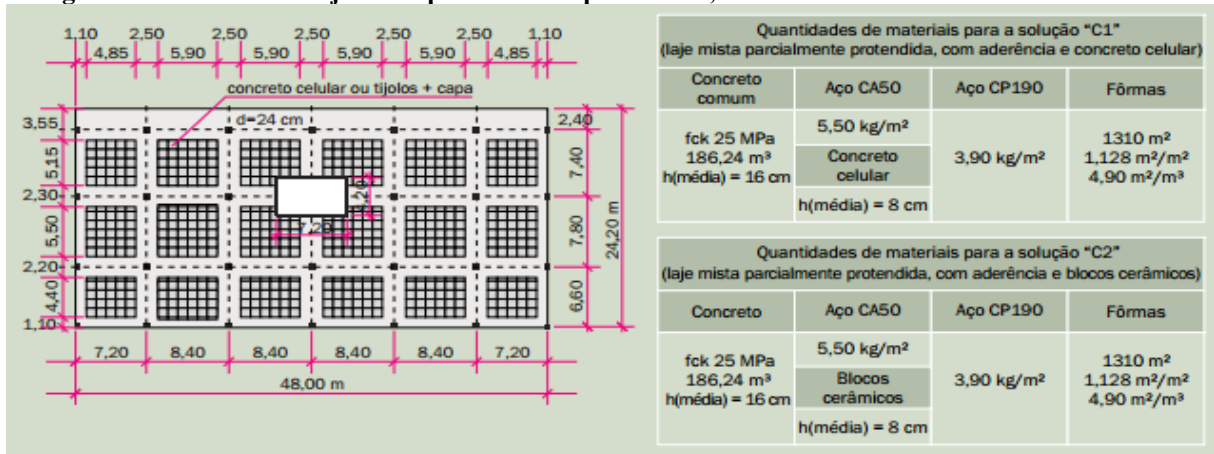 1,10 2,50 2,50 2,50 2,50 2,50 1,10
4,85 5,90 5,90 5,90 5,90 4,85
concreto celular ou tijolos + capa
d=24 cm
3,55
5,15
2,30
5,50
2,20
4,40
1,10
7,20
2,40
7,40
7,80
6,60
24,20 m
7,20 8,40 8,40 8,40 8,40 7,20
48,00 m
Quantidades de materiais para a solução “C1”
(laje mista parcialmente protendida, com aderência e concreto celular)
Concreto comum
Aço CA50
Aço CP190
Fôrmas
fck 25 MPa
186,24 m³
h(média) = 16 cm
5,50 kg/m²
Concreto celular
h(média) = 8 cm
3,90 kg/m²
1310 m²
1,128 m²/m²
4,90 m²/m³
Quantidades de materiais para a solução “C2”
(laje mista parcialmente protendida, com aderência e blocos cerâmicos)
Concreto
Aço CA50
Aço CP190
Fôrmas
fck 25 MPa
186,24 m³
h(média) = 16 cm
5,50 kg/m²
Blocos cerâmicos
h(média) = 8 cm
3,90 kg/m²
1310 m²
1,128 m²/m²
4,90 m²/m³